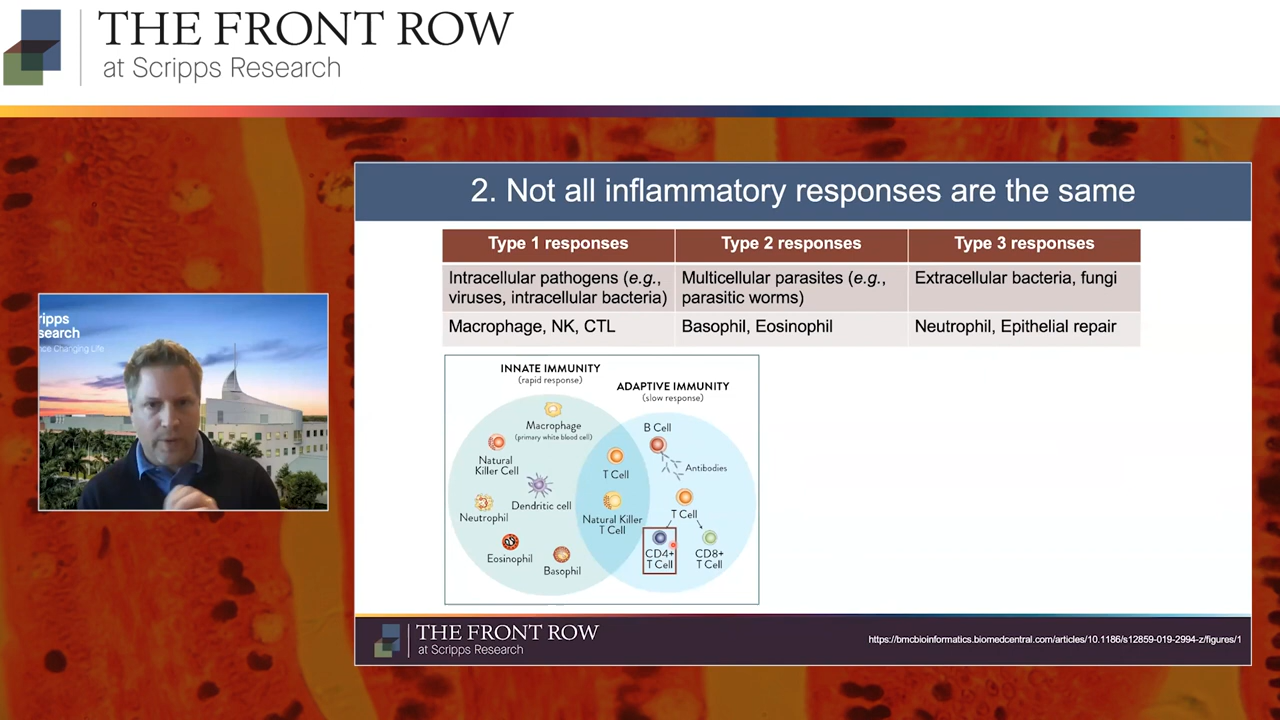 THE FRONT ROW
at Scripps Research
2. Not all inflammatory responses are the same
Type 1 responses
Type 2 responses
Type 3 responses
Intracellular pathogens (e.g.,
viruses, intracellular bacteria)
Multicellular parasites (e.g.,
parasitic worms)
Extracellular bacteria, fungi
Macrophage, NK, CTL
Basophil, Eosinophil
Neutrophil, Epithelial repair
ripps
search
nce Changing Life
INNATE IMMUNITY
(rapid response)
ADAPTIVE IMMUNITY
(slow response)
Macrophage
(primary white blood cell)
B Cell
Natural
Killer Cell
T Cell
Antibodies
Dendritic cell
Neutrophil
Natural Killer
T Cell
T Cell
Eosinophil
Basophil
CD4+
T Cell
CD8+
T Cell
THE FRONT ROW
at Scripps Research
https://bmcbioinformatics.biomedcentral.com/articles/10.1186/s12859-019-2994-z/figures/1